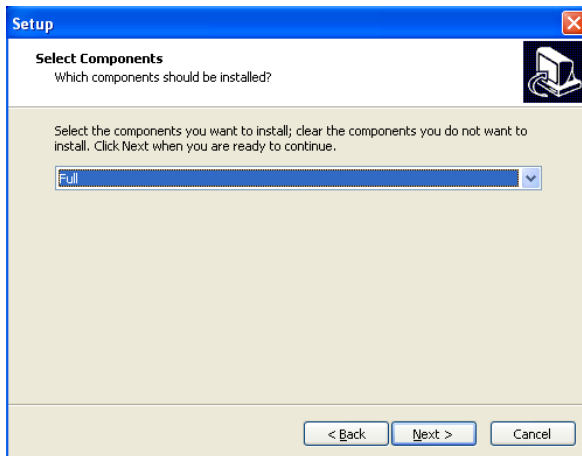 Setup
Select Components
Which components should be installed?
Select the components you want to install; clear the components you do not want to
install. Click Next when you are ready to continue.
Full
< Back
Next >
Cancel